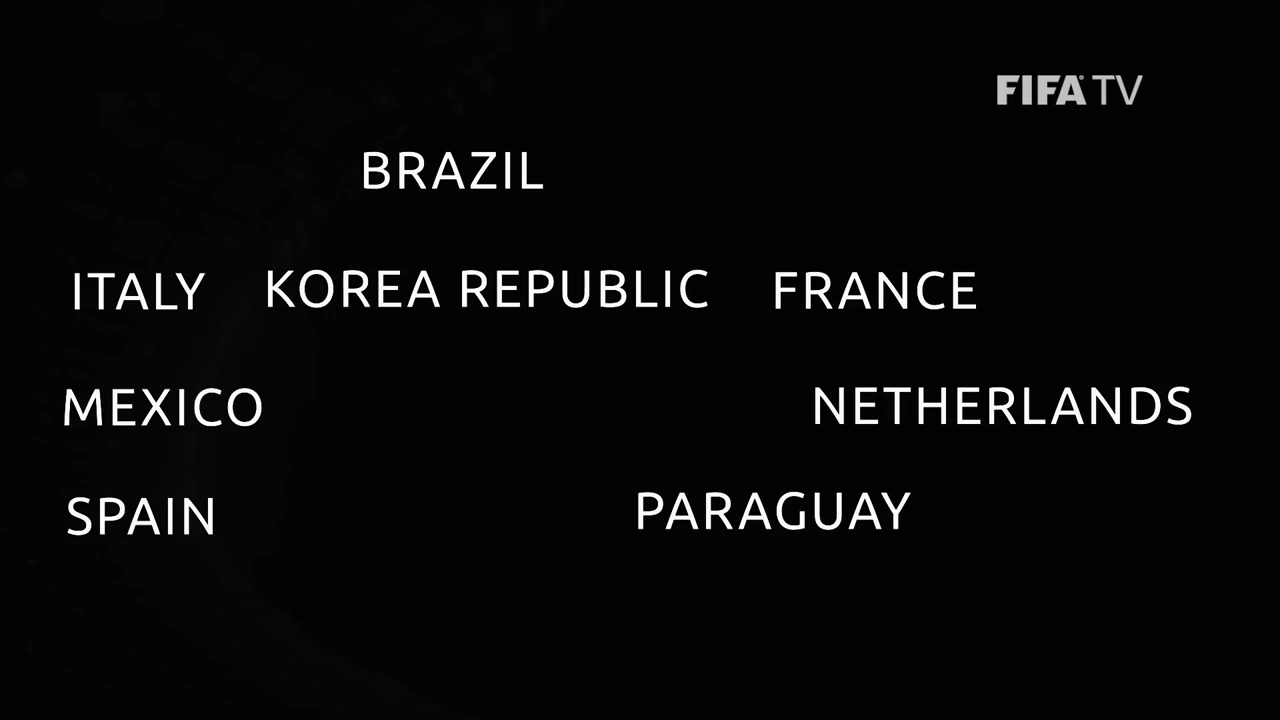 FIFA TV
BRAZIL
ITALY KOREA REPUBLIC FRANCE
MEXICO NETHERLANDS
SPAIN PARAGUAY